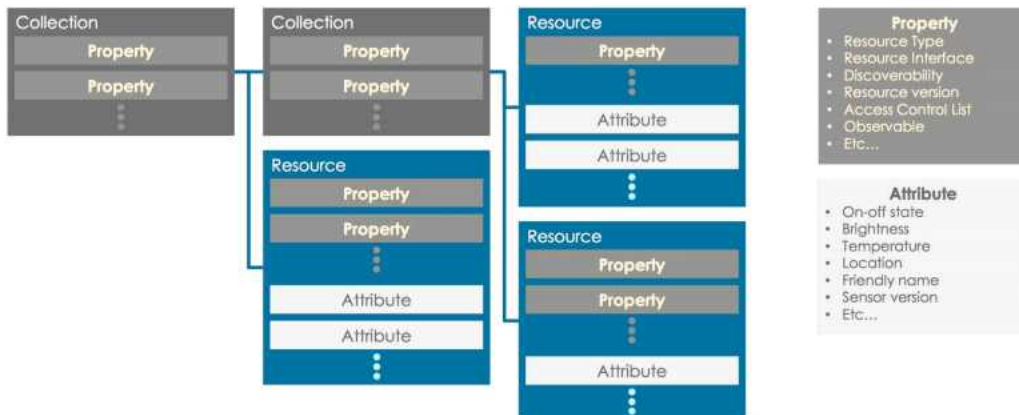 Collection
Property
Property
Collection
Property
Property
Resource
Property
Property
Attribute
Attribute
Resource
Property
Attribute
Attribute
Resource
Property
Property
Attribute
Property
• Resource Type
• Resource Interface
• Discoverability
• Resource version
• Access Control List
• Observable
• Etc...
Attribute
• On-off state
• Brightness
• Temperature
• Location
• Friendly name
• Sensor version
• Etc...